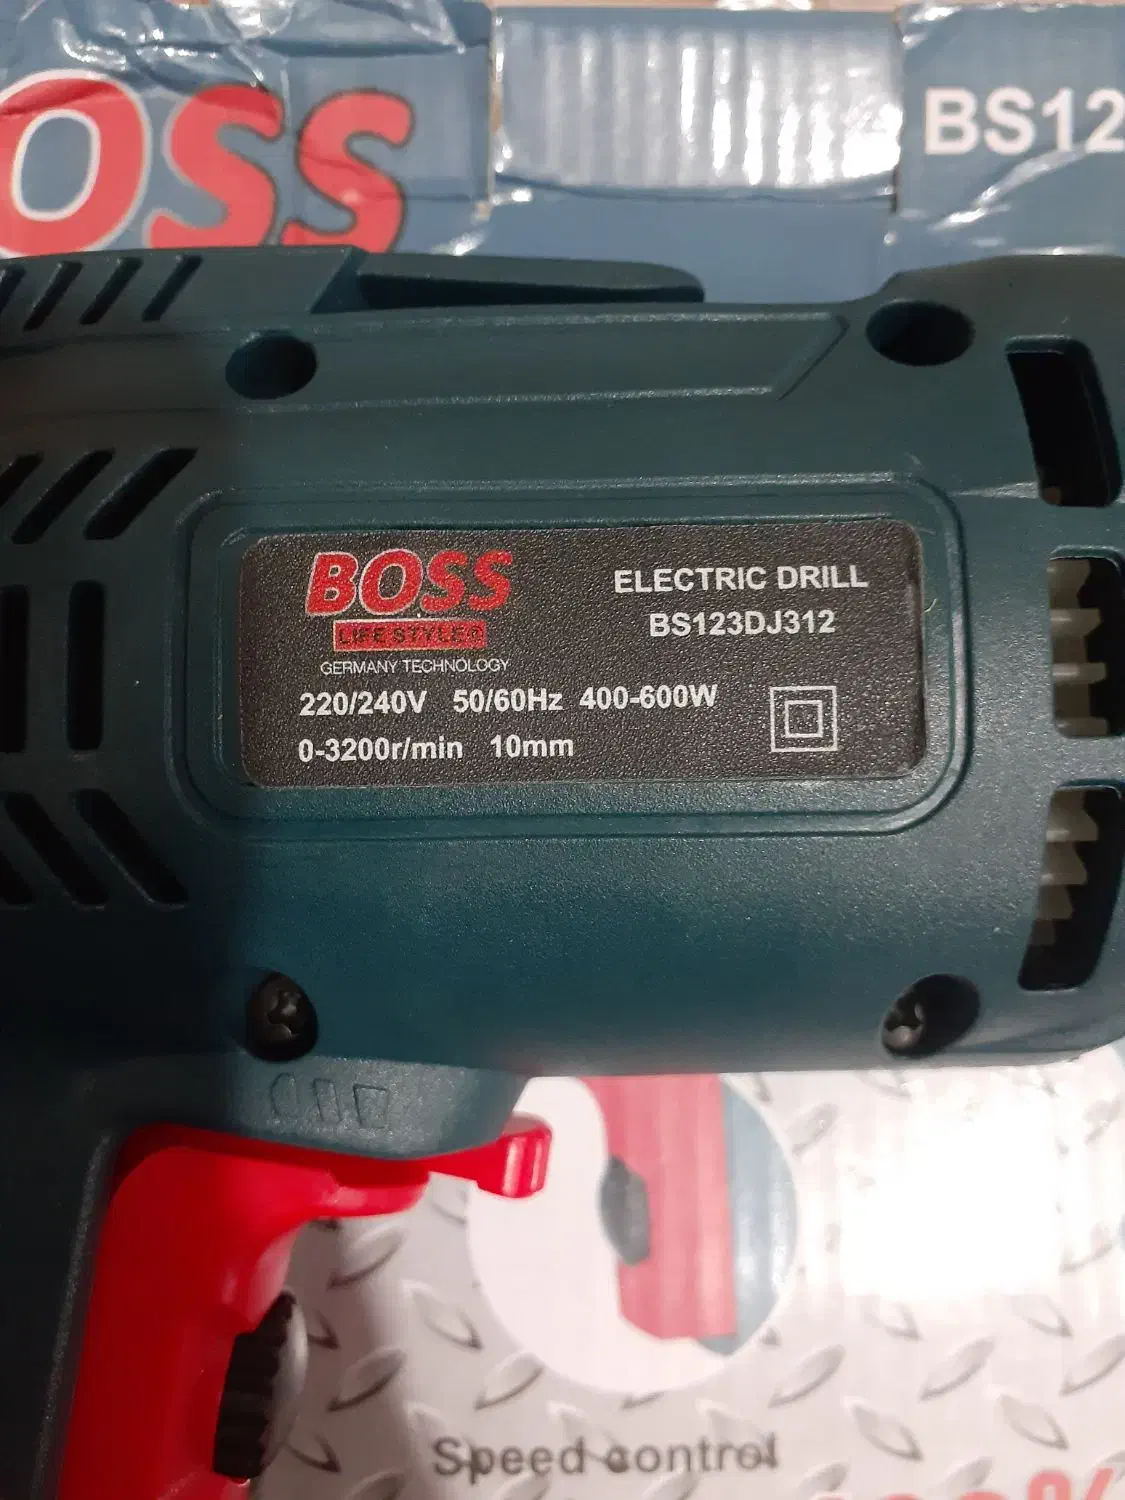 OSS
BS12
BOSS
LIFE STYLE®
ELECTRIC DRILL
BS123DJ312
GERMANY TECHNOLOGY
220/240V 50/60Hz 400-600W
0-3200r/min 10mm
Speed control